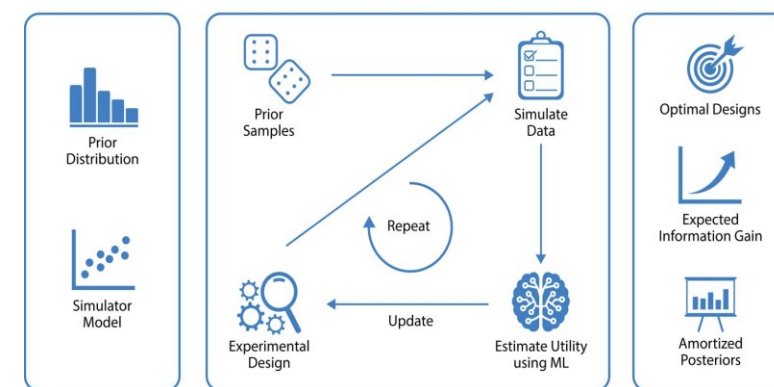 Prior
Distribution
Simulator
Model
Prior
Samples
Simulate
Data
Repeat
Experimental
Design
Update
Estimate Utility
using ML
Optimal Designs
Expected
Information Gain
Amortized
Posteriors